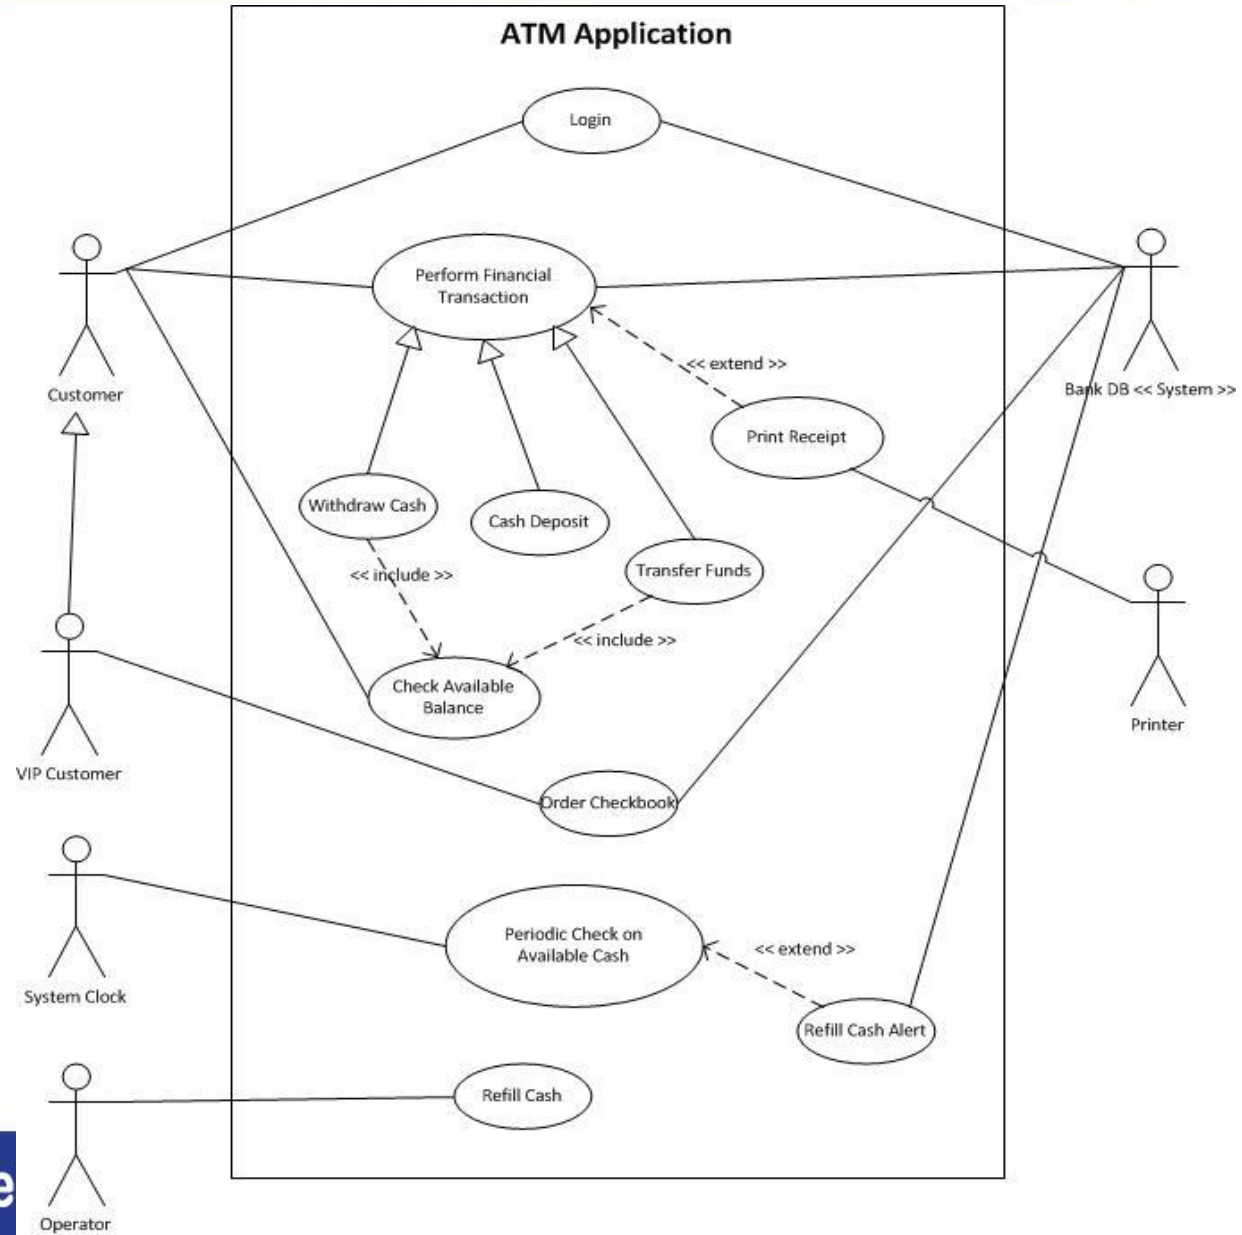 ATM Application
Login
Perform Financial
Transaction
<< extend >>
Customer
Bank DB << System >>
Print Receipt
Withdraw Cash
Cash Deposit
<< include >>
Transfer Funds
<< include >>
Check Available
Balance
Printer
VIP Customer
Order Checkbook
Periodic Check on
Available Cash
<< extend >>
System Clock
Refill Cash Alert
Refill Cash
e
Operator